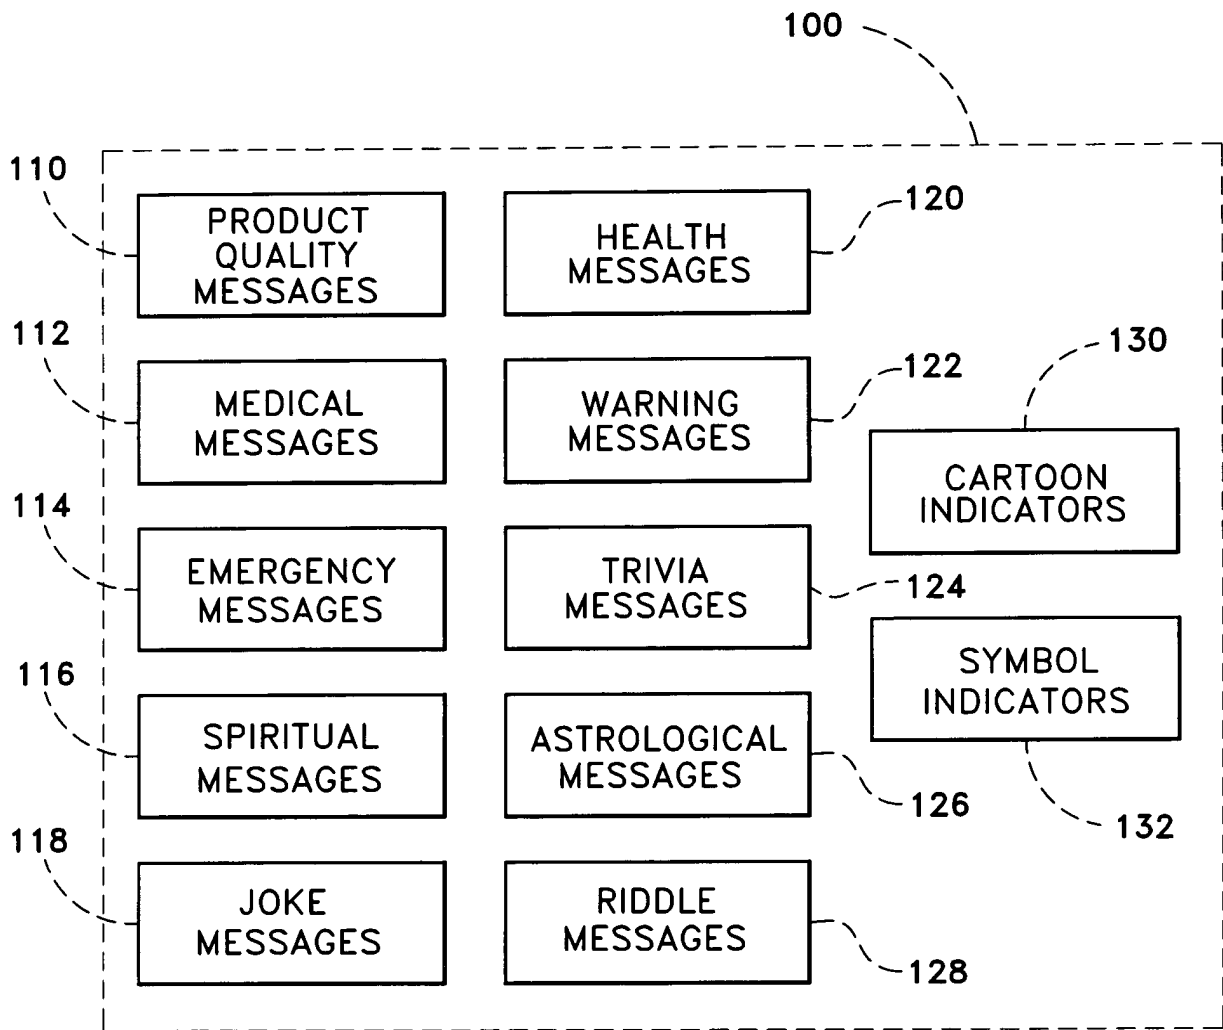 100
110
PRODUCT
QUALITY
MESSAGES
HEALTH
MESSAGES
120
112
MEDICAL
MESSAGES
WARNING
MESSAGES
122
130
CARTOON
INDICATORS
114
EMERGENCY
MESSAGES
TRIVIA
MESSAGES
124
SYMBOL
INDICATORS
132
116
SPIRITUAL
MESSAGES
ASTROLOGICAL
MESSAGES
126
118
JOKE
MESSAGES
RIDDLE
MESSAGES
128